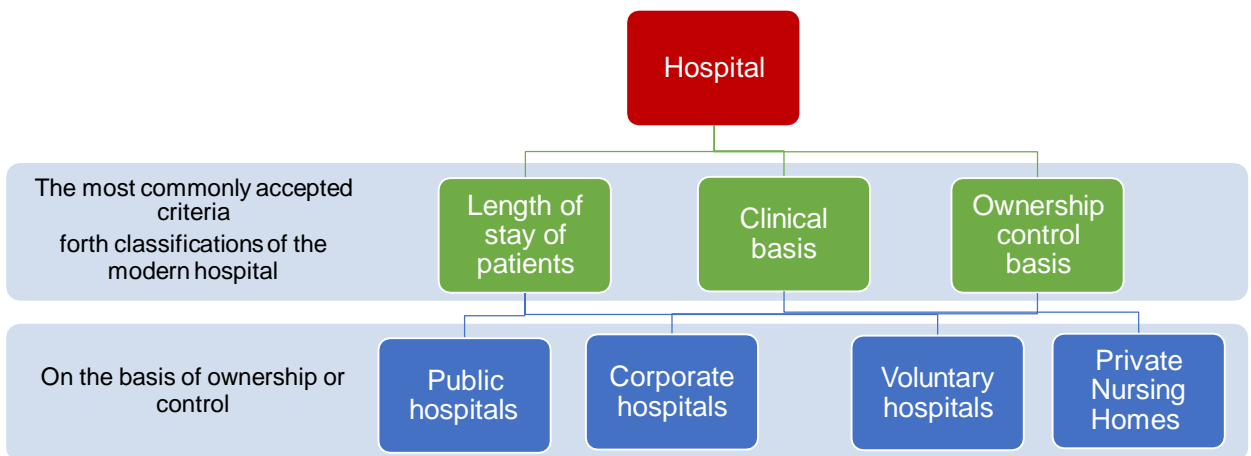 Hospital
The most commonly accepted
criteria
forth classifications of the
modern hospital
Length of
stay of
patients
Clinical
basis
Ownership
control
basis
On the basis of ownership or
control
Public
hospitals
Corporate
hospitals
Voluntary
hospitals
Private
Nursing
Homes